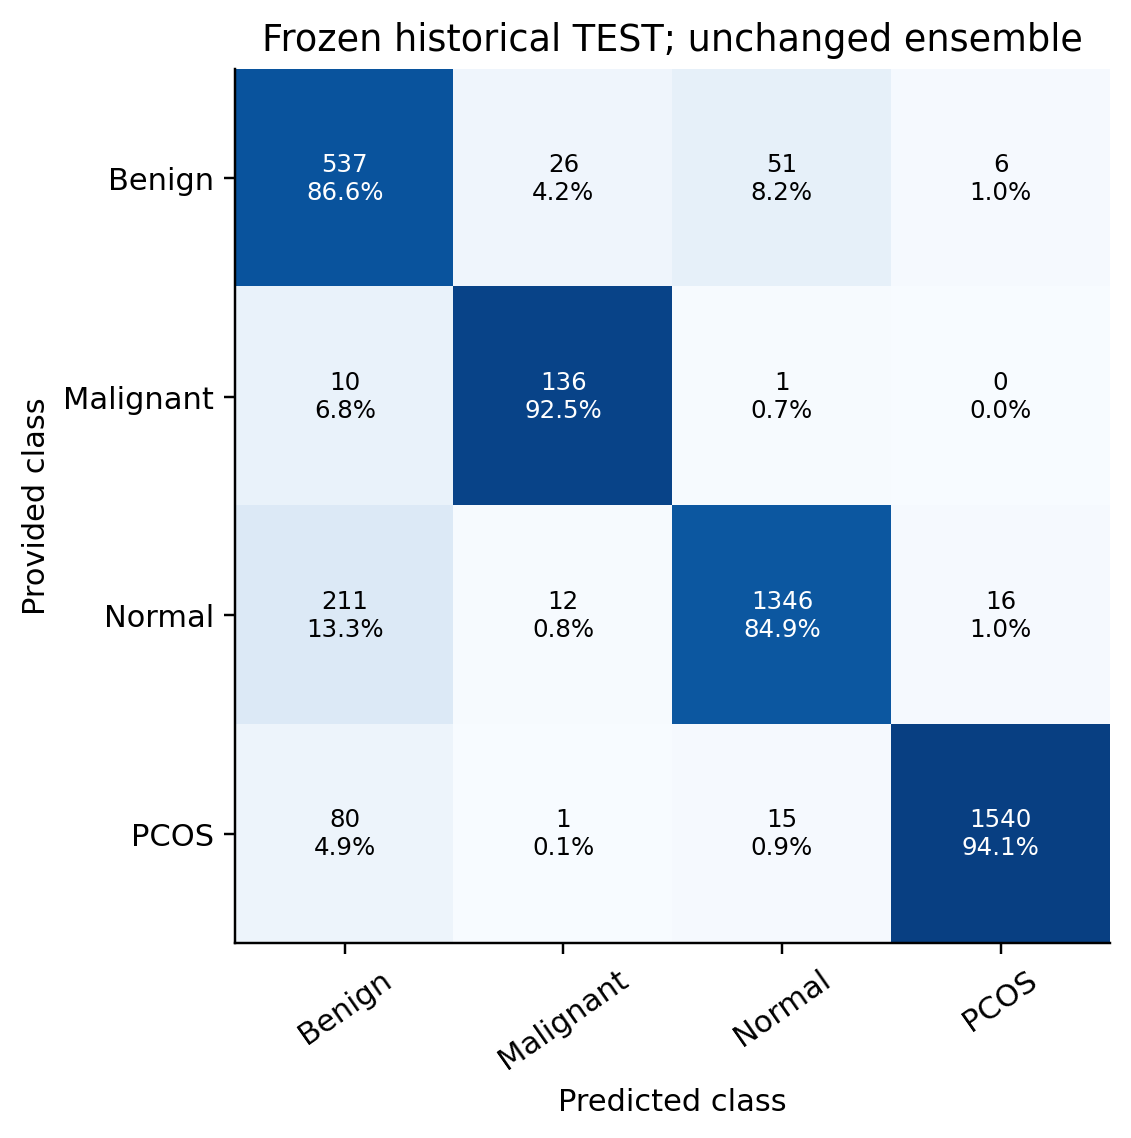 Frozen historical TEST; unchanged ensemble
Provided class
Benign
537
86.6%
26
4.2%
51
8.2%
6
1.0%
Malignant
10
6.8%
136
92.5%
1
0.7%
0
0.0%
Normal
211
13.3%
12
0.8%
1346
84.9%
16
1.0%
PCOS
80
4.9%
1
0.1%
15
0.9%
1540
94.1%
Benign
Malignant
Normal
PCOS
Predicted class